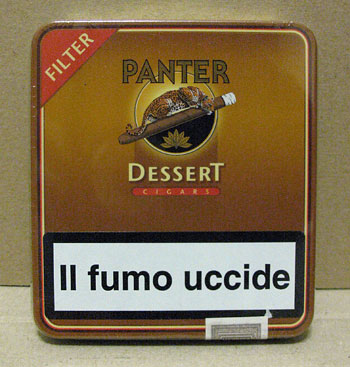 FILTER
PANTER
DESSERT
CIGARS
Il fumo uccide